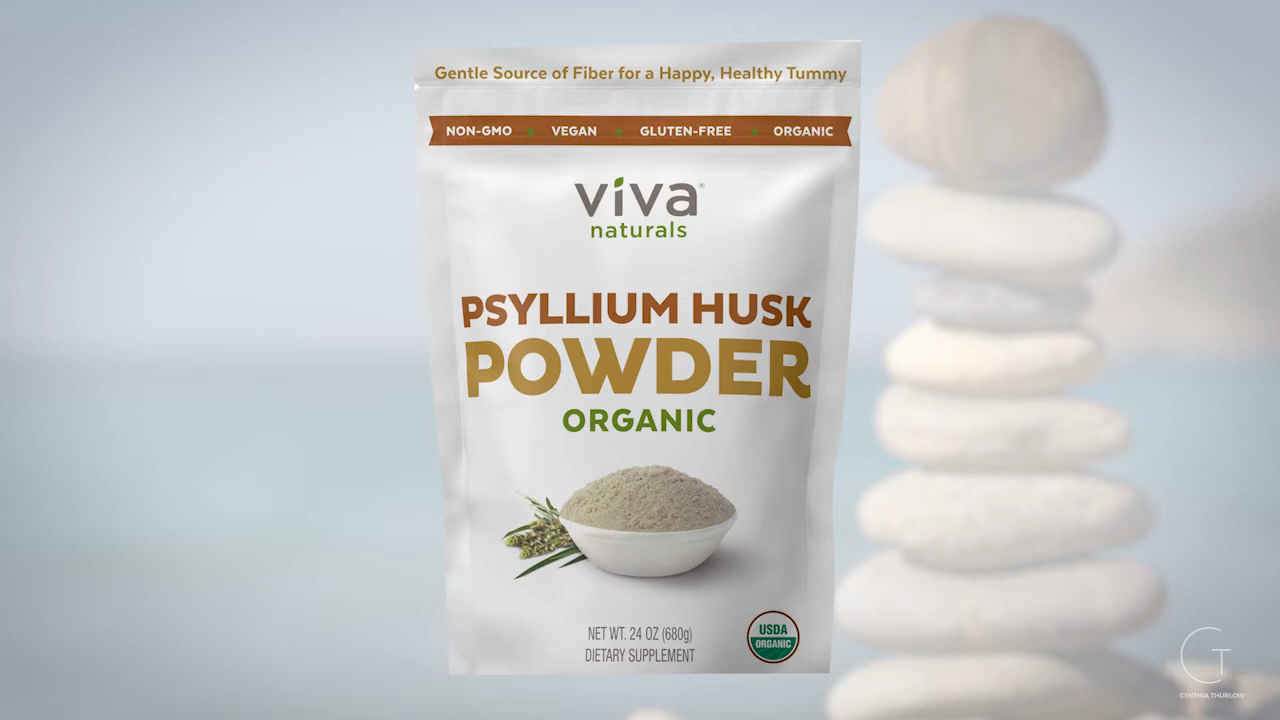 Gentle Source of Fiber for a Happy, Healthy Tummy
NON-GMO VEGAN GLUTEN-FREE ORGANIC
viva®
naturals
PSYLLIUM HUSK
POWDER
ORGANIC
NET WT. 24 OZ (680g)
DIETARY SUPPLEMENT
USDA
ORGANIC
CT
CYNTHIA THURLOW